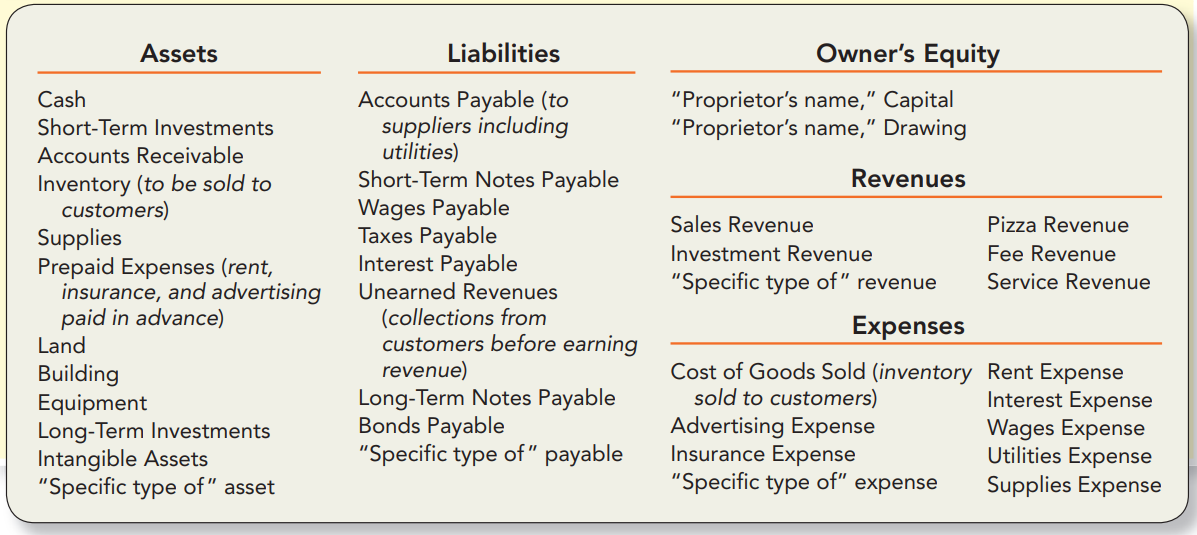 Assets
Cash
Short-Term Investments
Accounts Receivable
Inventory (to be sold to
customers)
Supplies
Prepaid Expenses (rent,
insurance, and advertising
paid in advance)
Land
Building
Equipment
Long-Term Investments
Intangible Assets
“Specific type of” asset
Liabilities
Accounts Payable (to
suppliers including
utilities)
Short-Term Notes Payable
Wages Payable
Taxes Payable
Interest Payable
Unearned Revenues
(collections from
customers before earning
revenue)
Long-Term Notes Payable
Bonds Payable
“Specific type of” payable
Owner’s Equity
“Proprietor’s name,” Capital
“Proprietor’s name,” Drawing
Revenues
Sales Revenue
Investment Revenue
“Specific type of” revenue
Pizza Revenue
Fee Revenue
Service Revenue
Expenses
Cost of Goods Sold (inventory
sold to customers)
Advertising Expense
Insurance Expense
“Specific type of” expense
Rent Expense
Interest Expense
Wages Expense
Utilities Expense
Supplies Expense